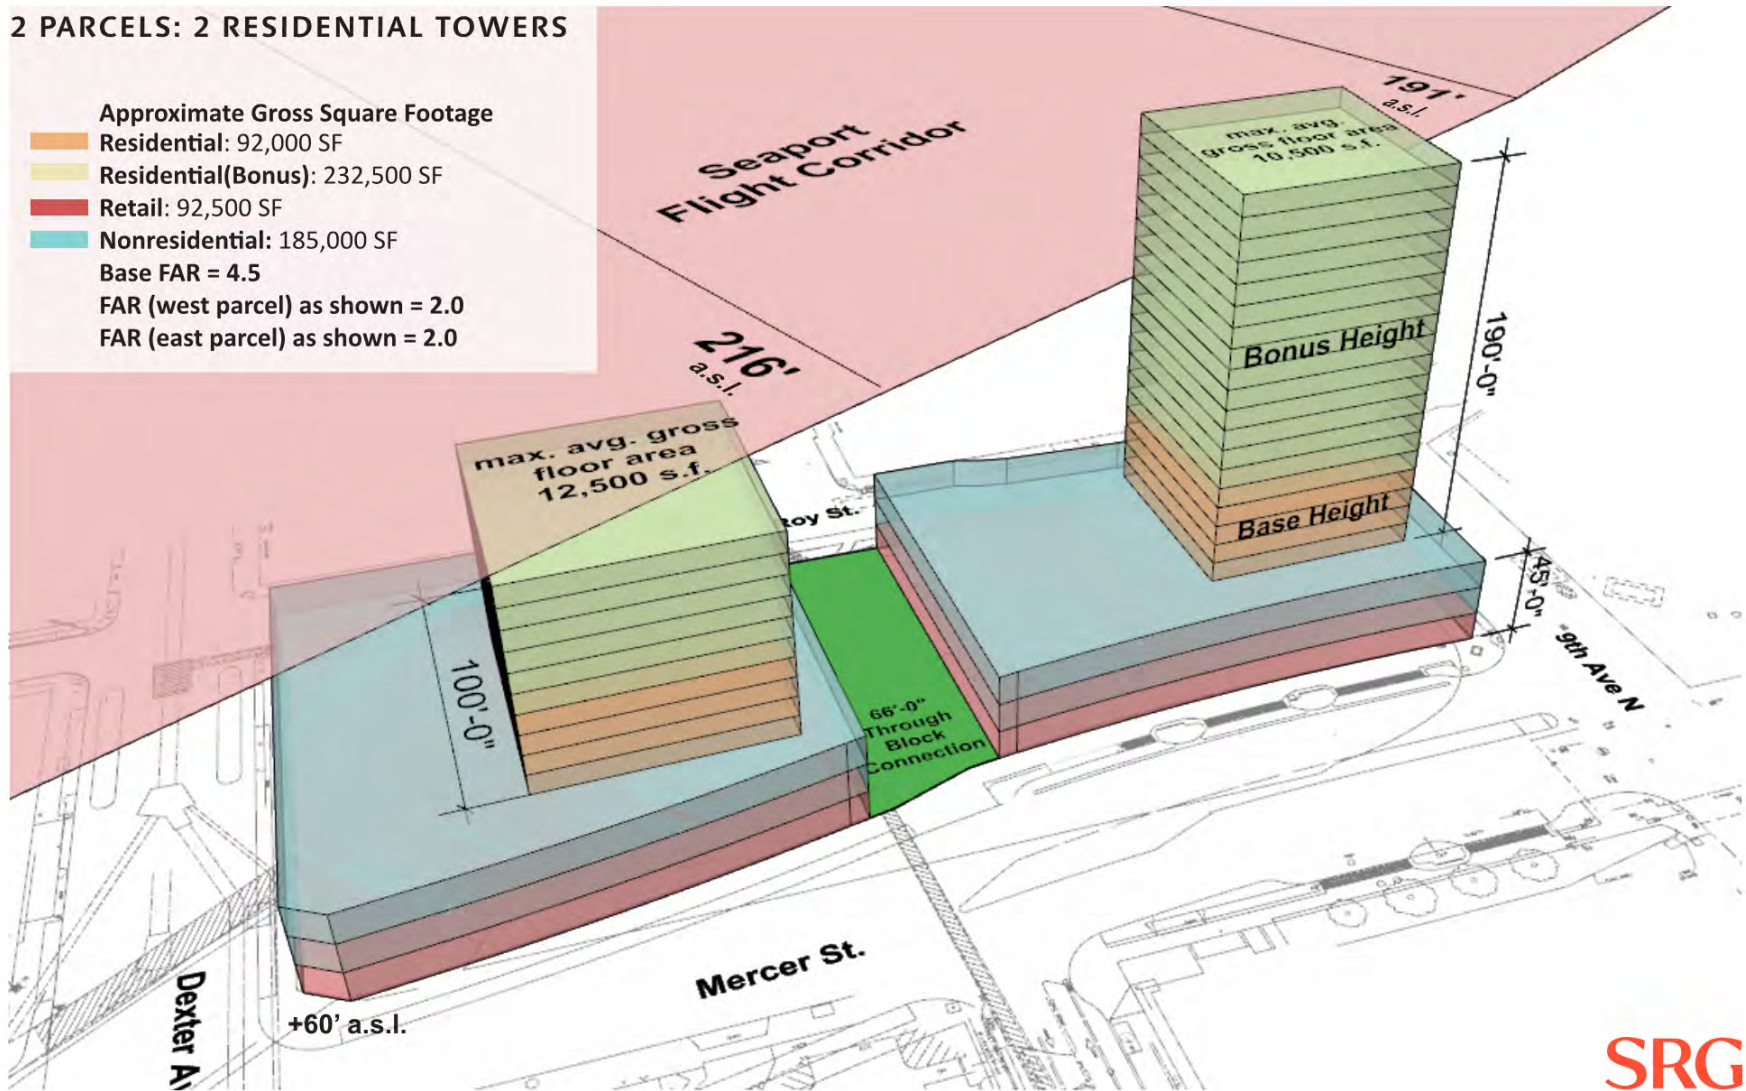 2 PARCELS: 2 RESIDENTIAL TOWERS
Approximate Gross Square Footage
Residential: 92,000 SF
Residential(Bonus): 232,500 SF
Retail: 92,500 SF
Nonresidential: 185,000 SF
Base FAR = 4.5
FAR (west parcel) as shown = 2.0
FAR (east parcel) as shown = 2.0
Seaport
Flight Corridor
191'
a.s.l.
216'
a.s.l.
max. avg.
gross floor area
10,500 s.f.
Bonus Height
Base Height
190'-0"
45'-0"
max. avg. gross
floor area
12,500 s.f.
100'-0"
Roy St.
66'-0"
Through
Block
Connection
9th Ave N
Mercer St.
Dexter Av
+60' a.s.l.
SRG